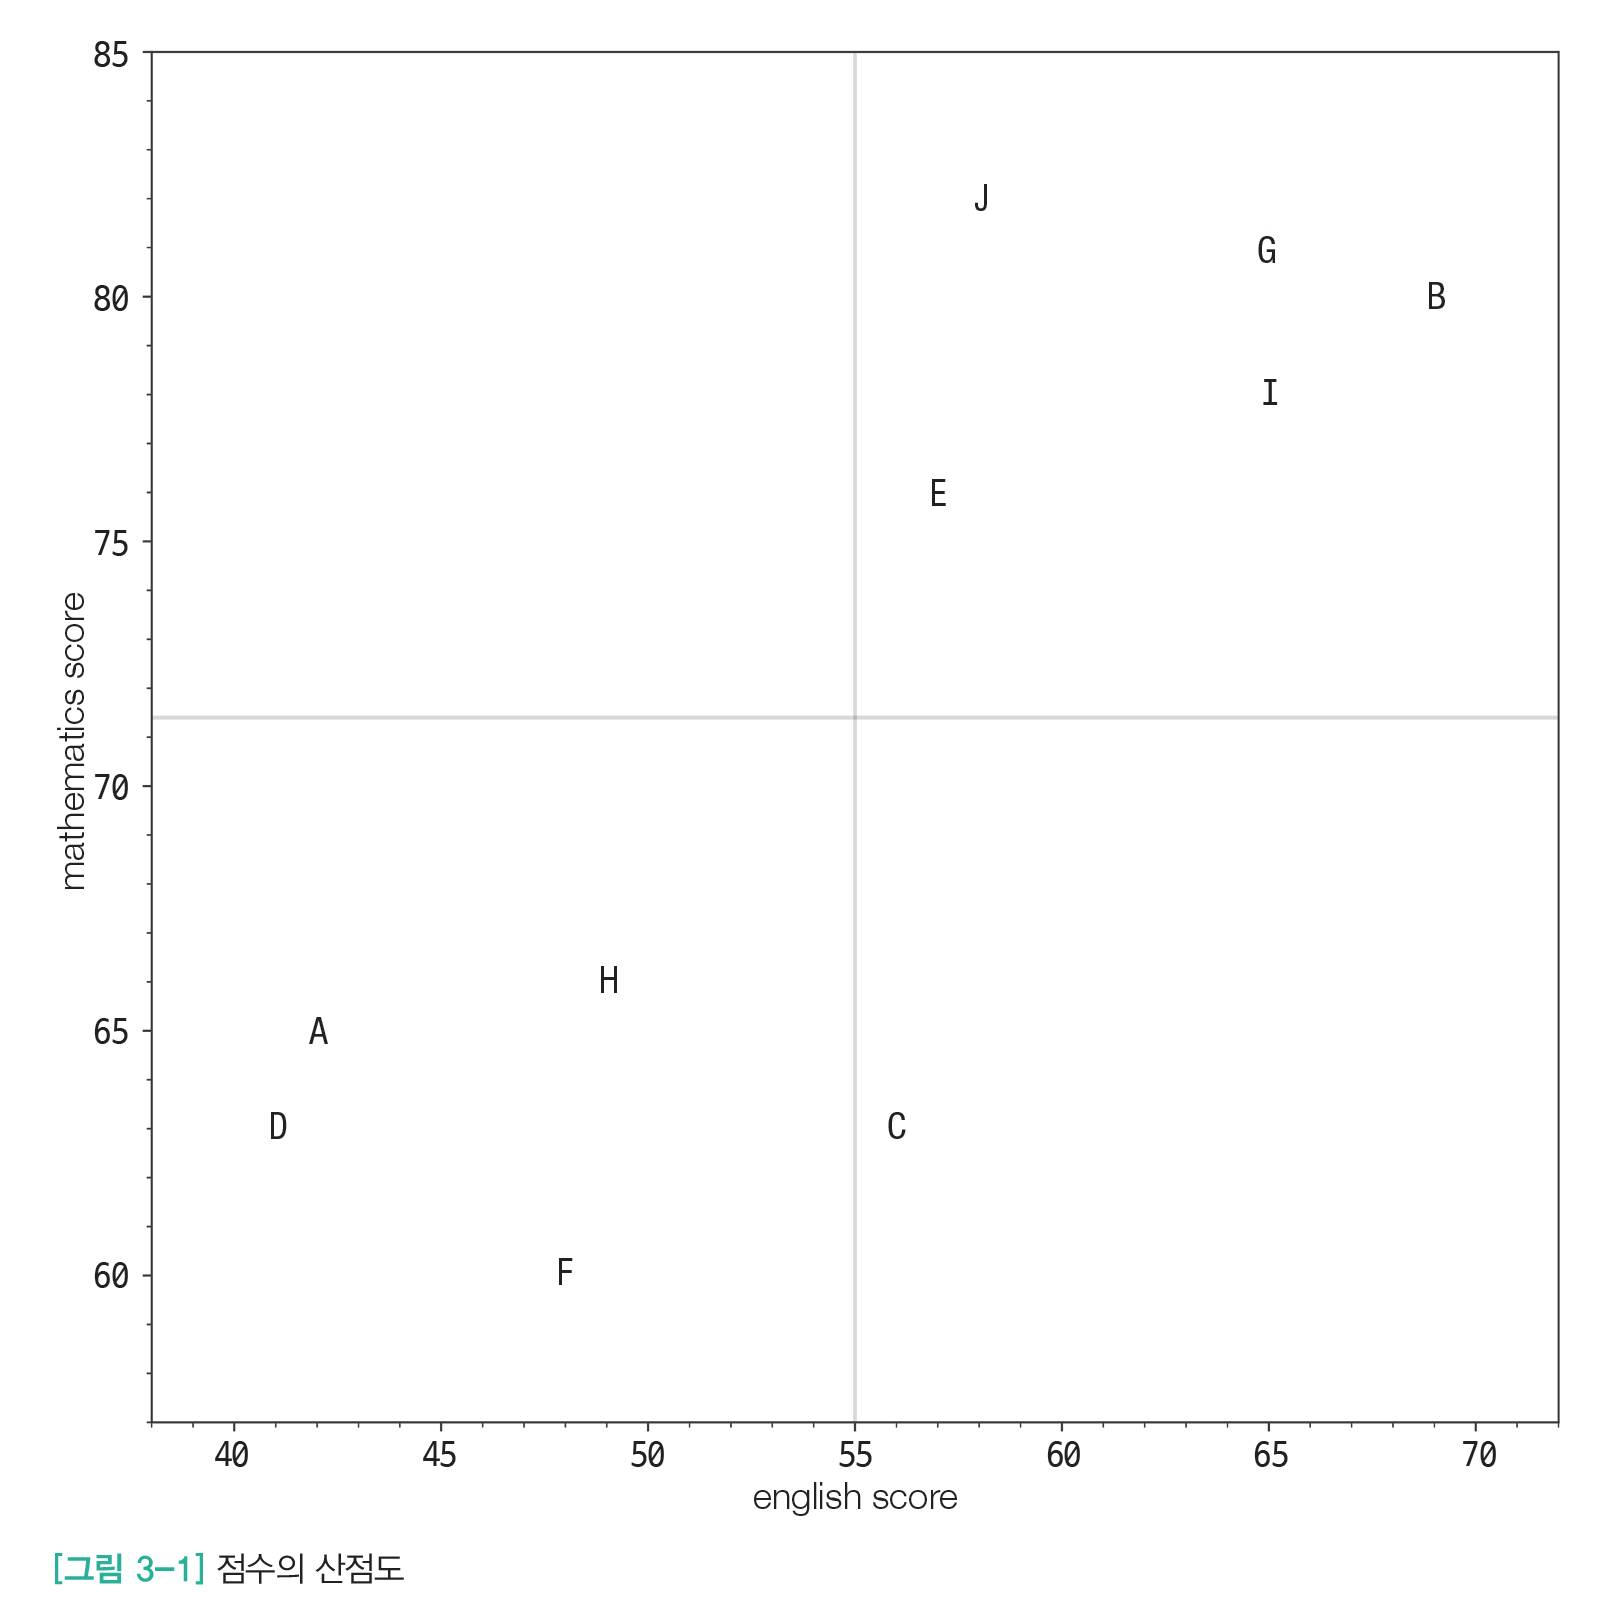 85
J
G
80
B
I
E
75
mathematics score
70
H
65
A
D
C
60
F
40 45 50 55 60 65 70
english score
[그림 3–1] 점수의 산점도